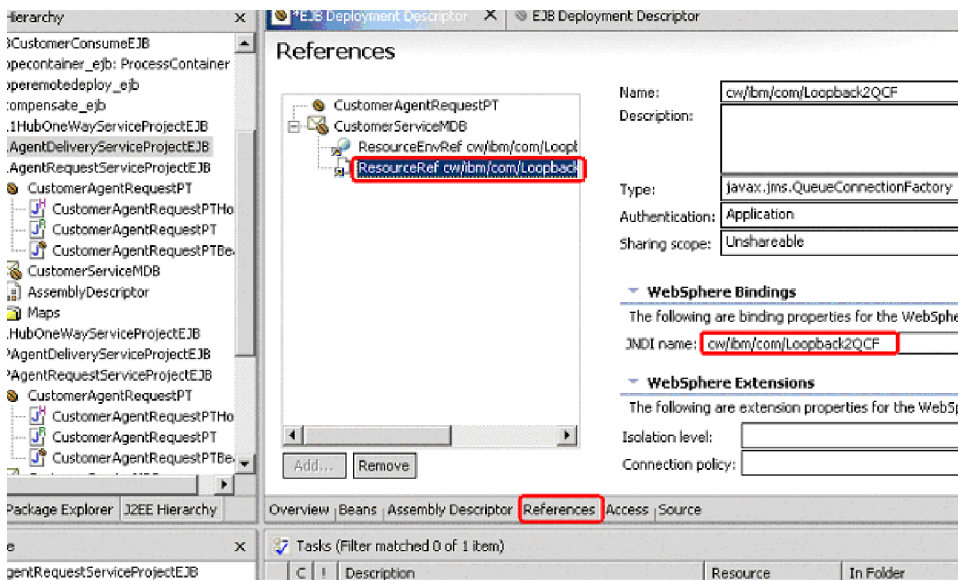 Hierarchy
*EJB Deployment Descriptor
EJB Deployment Descriptor
CustomerConsumeEJB
opecontainer_ejb: ProcessContainer
operemotedeploy_ejb
compensate_ejb
.1HubOneWayServiceProjectEJB
.AgentDeliveryServiceProjectEJB
.AgentRequestServiceProjectEJB
CustomerAgentRequestPT
CustomerAgentRequestPTHo
CustomerAgentRequestPT
CustomerAgentRequestPTBe
CustomerServiceMDB
AssemblyDescriptor
Maps
.HubOneWayServiceProjectEJB
AgentDeliveryServiceProjectEJB
AgentRequestServiceProjectEJB
CustomerAgentRequestPT
CustomerAgentRequestPTHo
CustomerAgentRequestPT
CustomerAgentRequestPTBe
Package Explorer
J2EE Hierarchy
References
CustomerAgentRequestPT
CustomerServiceMDB
ResourceEnvRef cw/ibm/com/Loopb
ResourceRef cw/ibm/com/Loopback
Add...
Remove
Name: cw/ibm/com/Loopback2QCF
Description:
Type: javax.jms.QueueConnectionFactory
Authentication: Application
Sharing scope: Unshareable
WebSphere Bindings
The following are binding properties for the WebSphe
JNDI name: cw/ibm/com/Loopback2QCF
WebSphere Extensions
The following are extension properties for the WebSp
Isolation level:
Connection policy:
Overview Beans Assembly Descriptor References Access Source
e
Tasks (Filter matched 0 of 1 item)
gentRequestServiceProjectEJB
C ! Description Resource In Folder